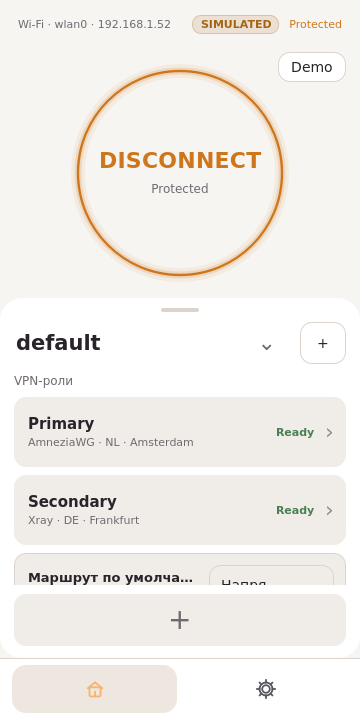 Wi-Fi · wlan0 · 192.168.1.52 SIMULATED Protected
Demo
DISCONNECT
Protected
default
+
VPN-роли
Primary
AmneziaWG · NL · Amsterdam
Ready
Secondary
Xray · DE · Frankfurt
Ready
Маршрут по умолча…
Напря
+